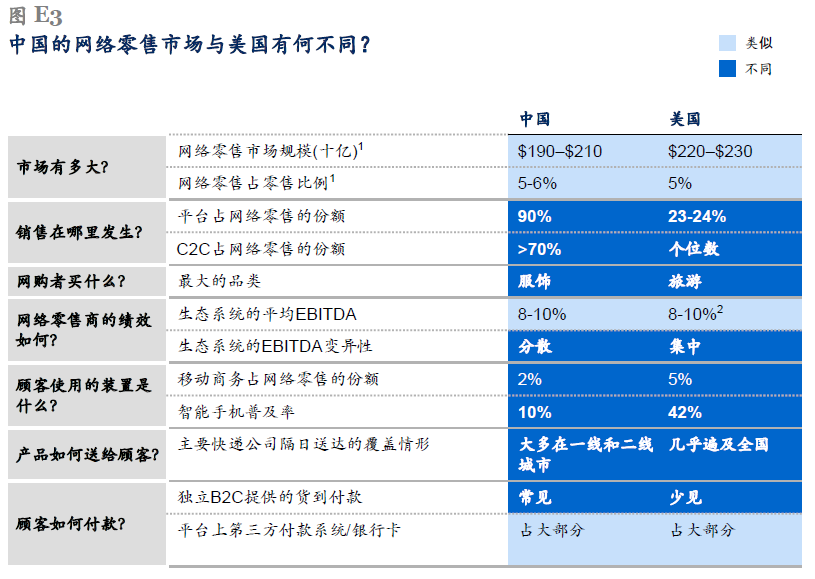 图 E3
中国的网络零售市场与美国有何不同？
类似
不同
中国 美国
市场有多大？
网络零售市场规模(十亿)1 $190–$210 $220–$230
网络零售占零售比例1 5-6% 5%
销售在哪里发生？
平台占网络零售的份额 90% 23-24%
C2C占网络零售的份额 >70% 个位数
网购者买什么？ 最大的品类 服饰 旅游
网络零售商的绩效
如何？
生态系统的平均EBITDA 8-10% 8-10%2
生态系统的EBITDA变异性 分散 集中
顾客使用的装置是
什么？
移动商务占网络零售的份额 2% 5%
智能手机普及率 10% 42%
产品如何送给顾客？ 主要快递公司隔日送达的覆盖情形 大多在一线和二线 几乎遍及全国
城市
顾客如何付款？
独立B2C提供的货到付款 常见 少见
平台上第三方付款系统/银行卡 占大部分 占大部分